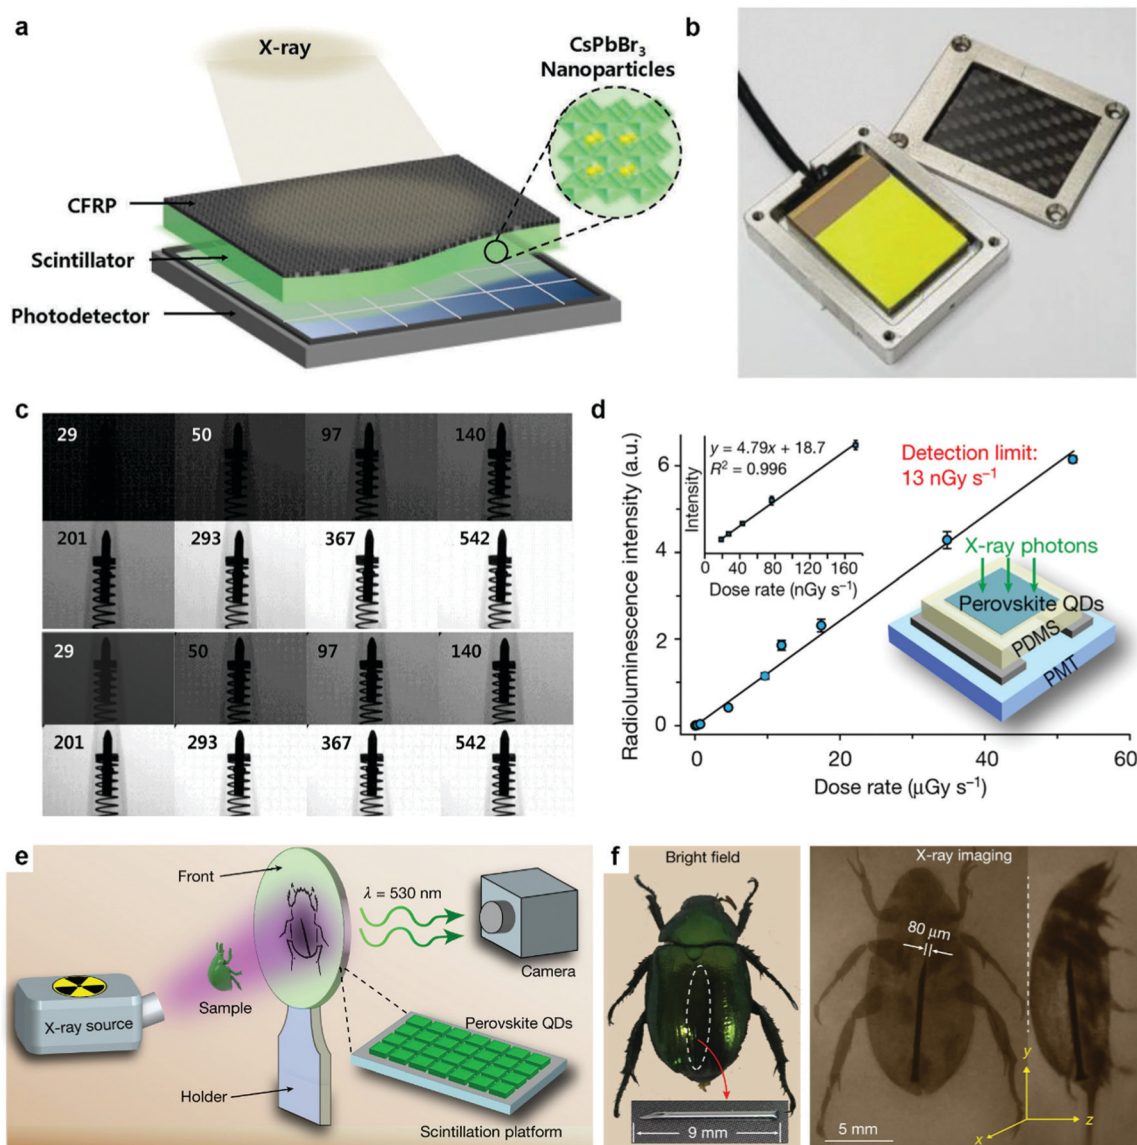 a
X-ray
CsPbBr₃
Nanoparticles
CFRP
Scintillator
Photodetector
b
c
29 50 97 140
201 293 367 542
29 50 97 140
201 293 367 542
d
Radioluminescence intensity (a.u.)
6
4
2
0
0 20 40 60
Dose rate (μGy s⁻¹)
Intensity
y = 4.79x + 18.7
R² = 0.996
0 40 80 120 160
Dose rate (nGy s⁻¹)
Detection limit:
13 nGy s⁻¹
X-ray photons
Perovskite QDs
PDMS
PMT
e
Front
λ = 530 nm
Camera
Sample
X-ray source
Perovskite QDs
Holder
Scintillation platform
f
Bright field
9 mm
X-ray imaging
80 μm
5 mm
y
x
z